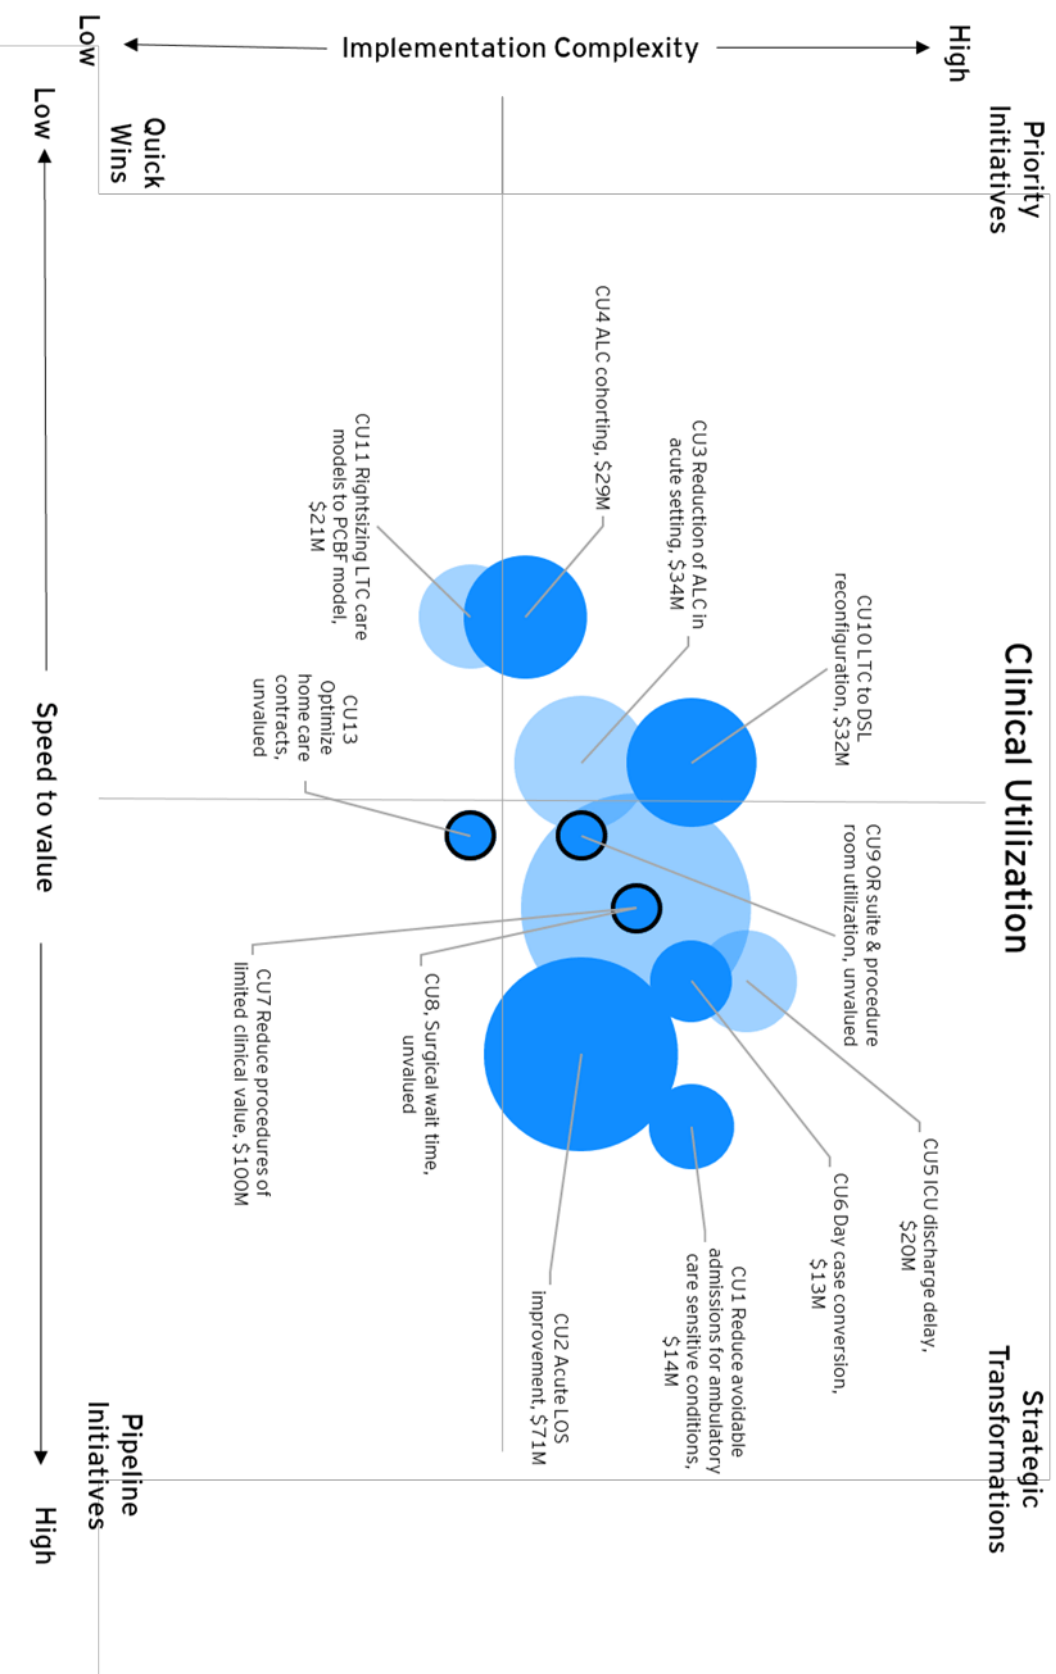 Clinical Utilization
Priority
Initiatives
Strategic
Transformations
High
Implementation Complexity
Low
CU10 LTC to DSL
reconfiguration, $32M
CU9 OR suite & procedure
room utilization, unvalued
CU5 ICU discharge delay,
$20M
CU6 Day case conversion,
$13M
CU3 Reduction of ALC in
acute setting, $34M
CU1 Reduce avoidable
admissions for ambulatory
care sensitive conditions,
$14M
CU4 ALC cohorting, $29M
CU2 Acute LOS
improvement, $71M
CU8, Surgical wait time,
unvalued
CU11 Rightsizing LTC care
models to PCBF model,
$21M
CU13
Optimize
home care
contracts,
unvalued
CU7 Reduce procedures of
limited clinical value, $100M
Quick
Wins
Pipeline
Initiatives
Low
Speed to value
High